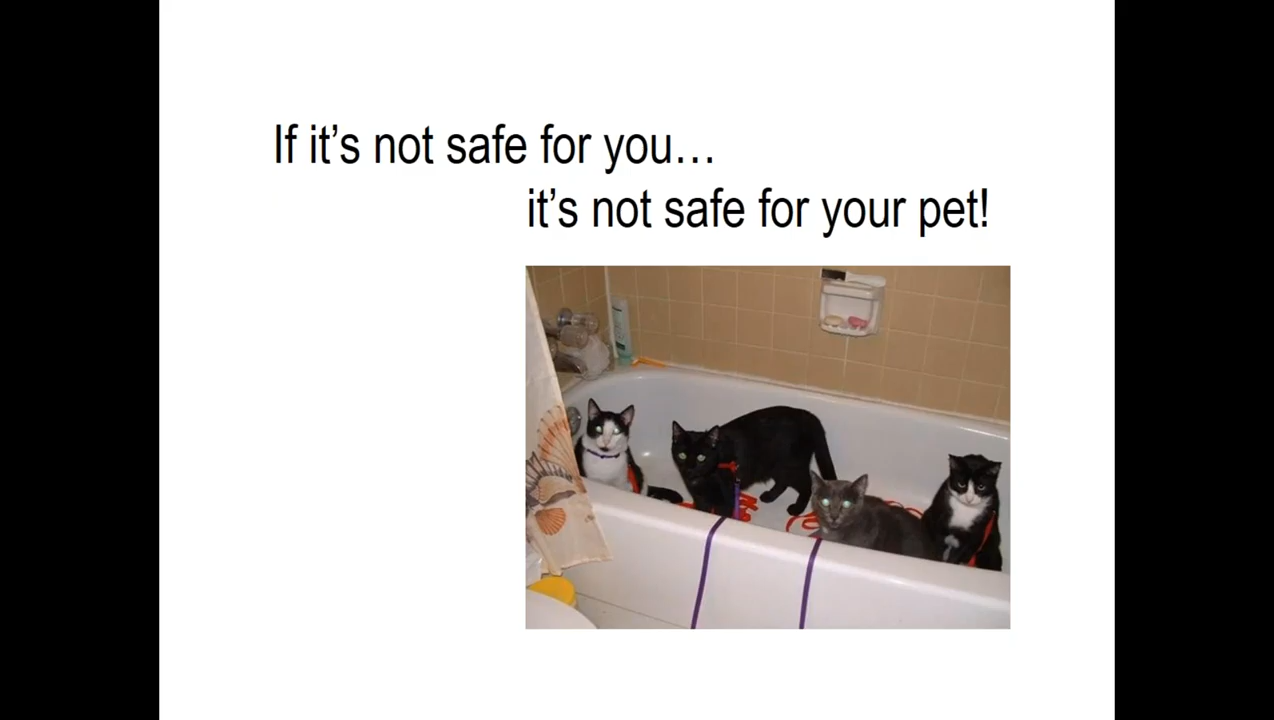 If it’s not safe for you…
it’s not safe for your pet!